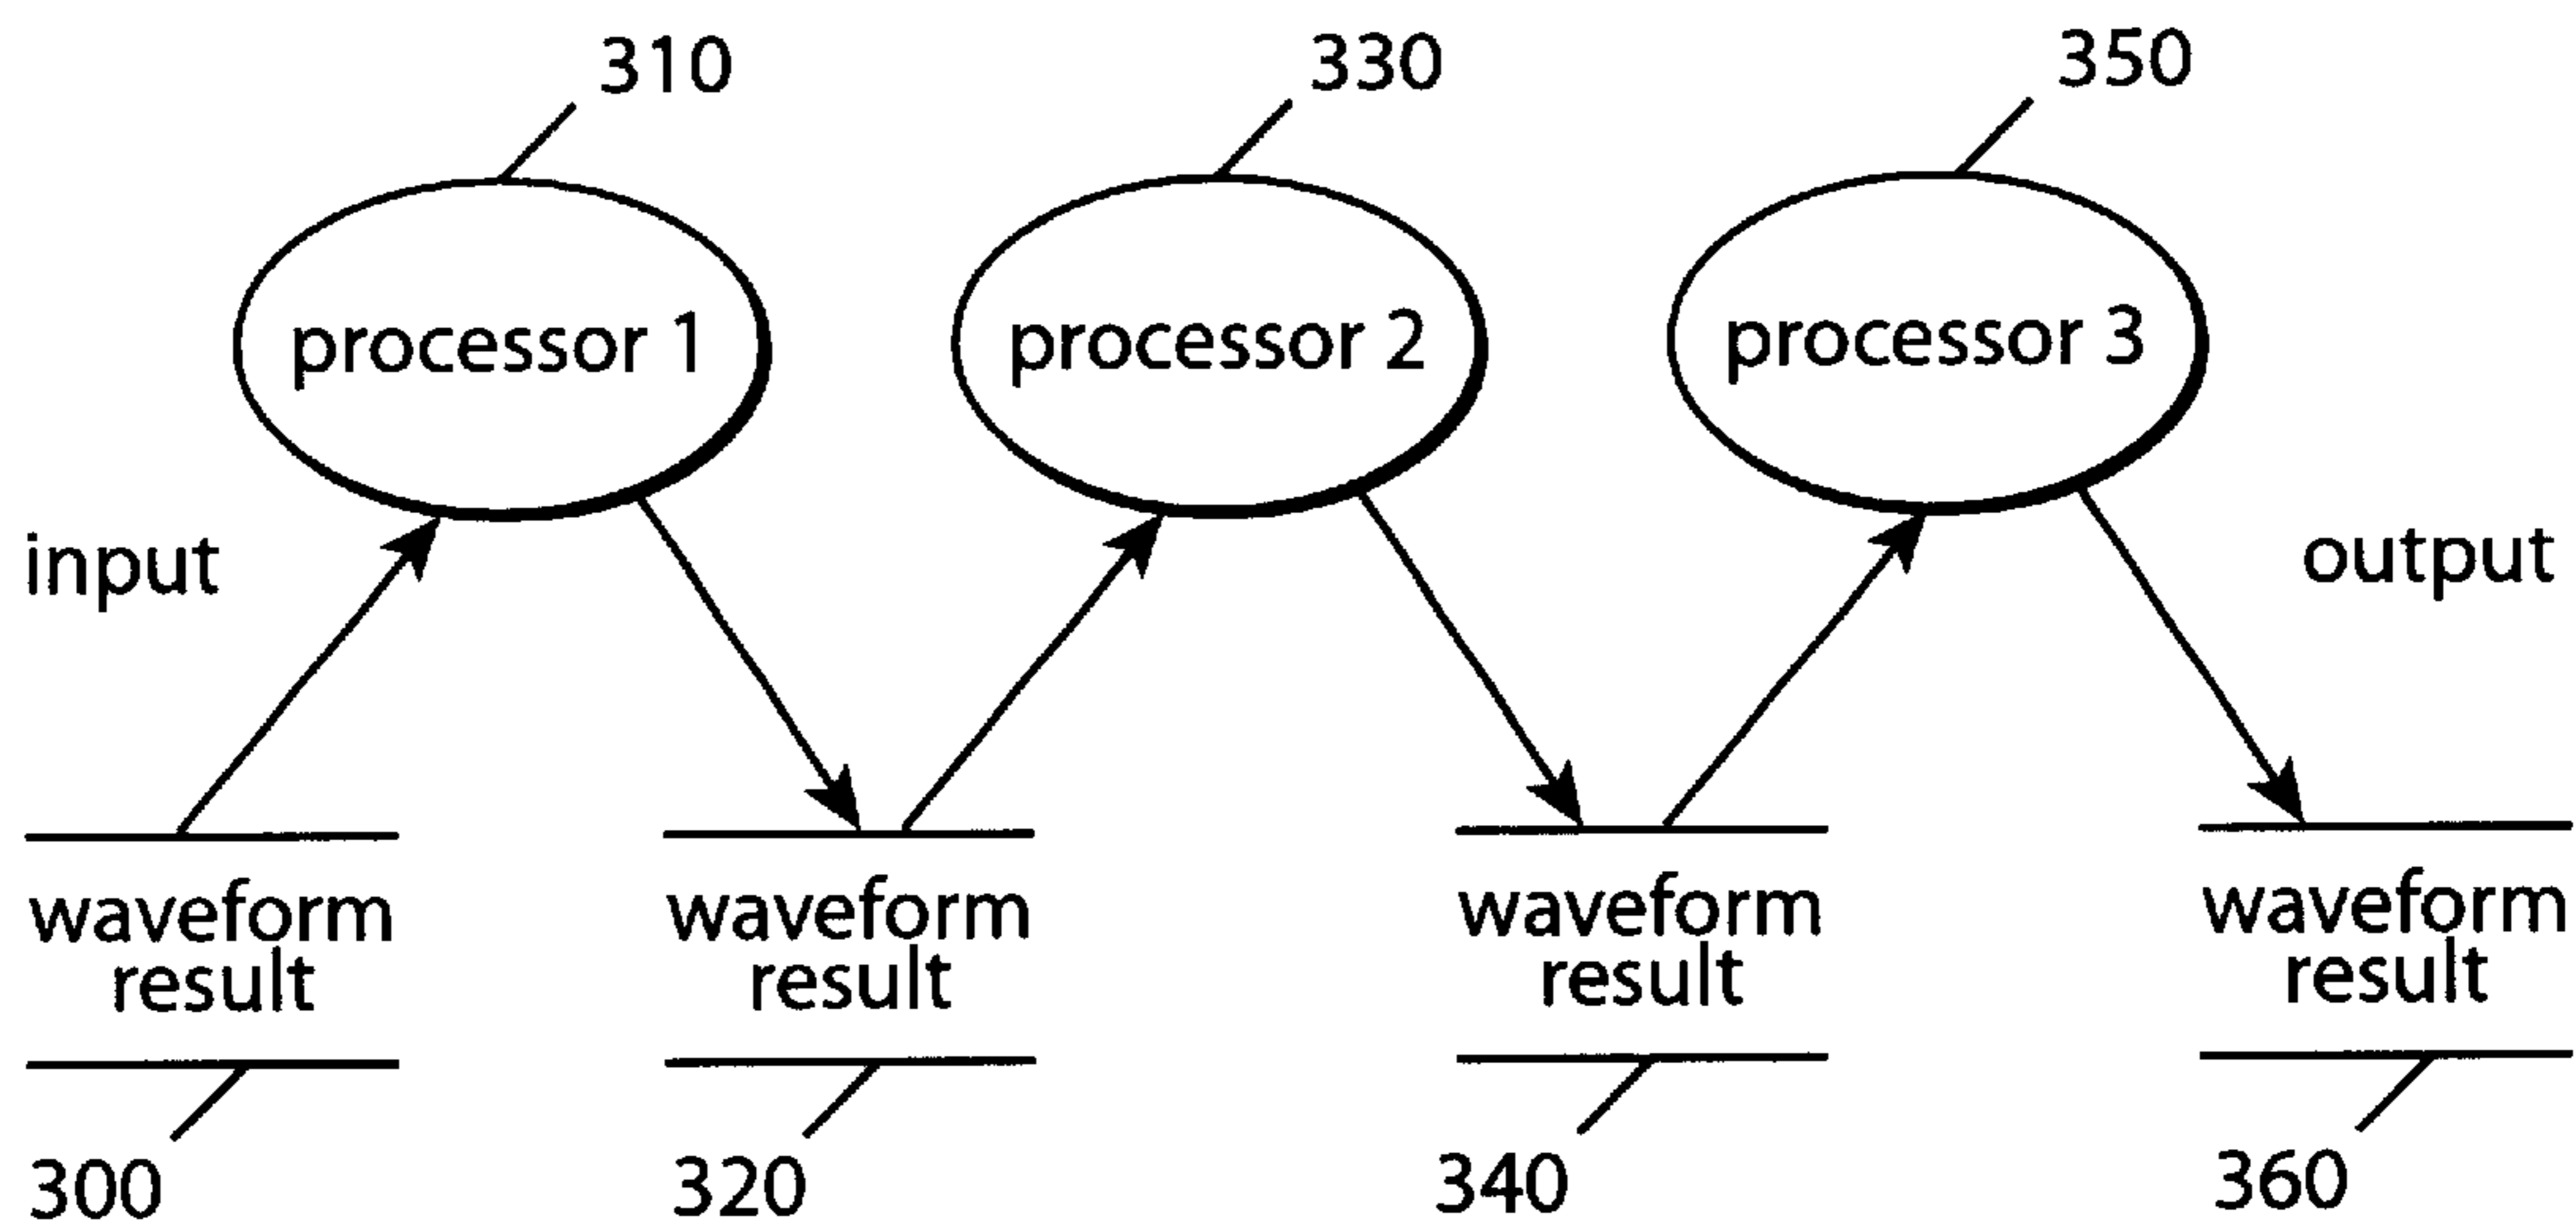 310
330
350
processor 1
processor 2
processor 3
input
output
waveform
result
waveform
result
waveform
result
waveform
result
300
320
340
360